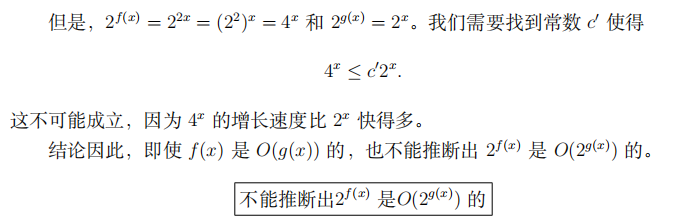 但是，2^{f(x)} = 2^{2x} = (2^2)^x = 4^x 和 2^{g(x)} = 2^x。我们需要找到常数 c′ 使得
4^x ≤ c′2^x.
这不可能成立，因为 4^x 的增长速度比 2^x 快得多。
结论因此，即使 f(x) 是 O(g(x)) 的，也不能推断出 2^{f(x)} 是 O(2^{g(x)}) 的。
不能推断出2^{f(x)} 是O(2^{g(x)}) 的